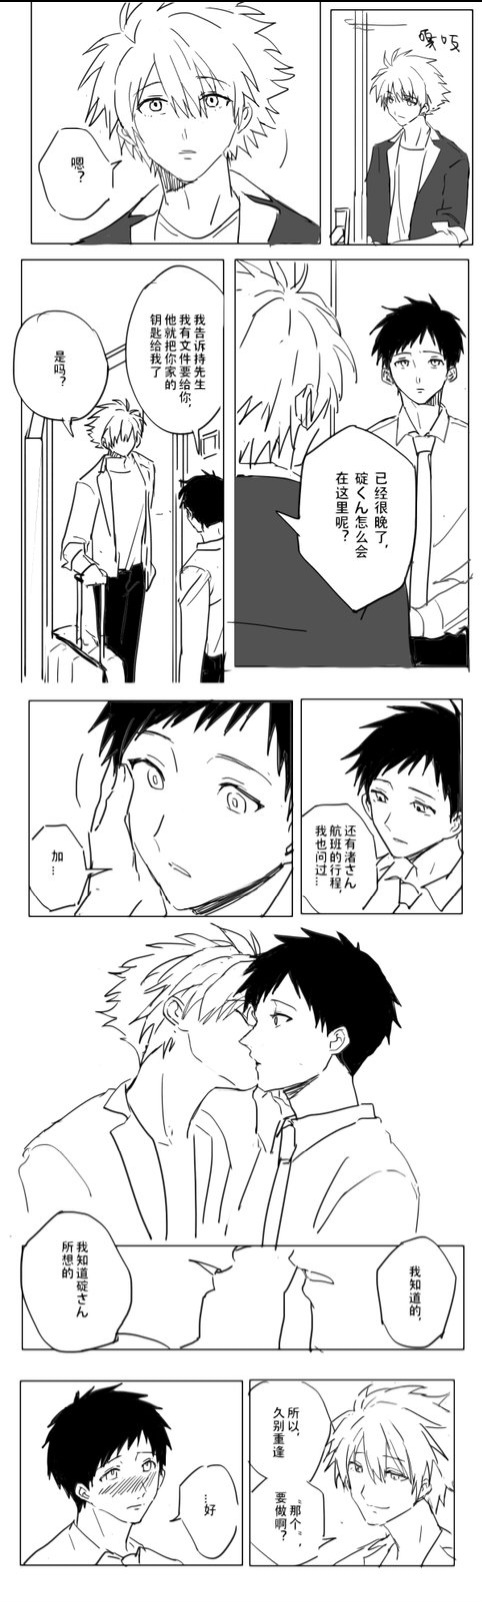 嘎吱
嗯？
已经很晚了，
碇くん怎么会
在这里呢？
我告诉持先生
我有文件要给你，
他就把你家的
钥匙给我了
是吗？
还有渚さん
航班的行程，
我也问过…
加
…
我知道的，
我知道碇さん
所想的
所以，
久别重逢
“那个”，
要做啊？
…好